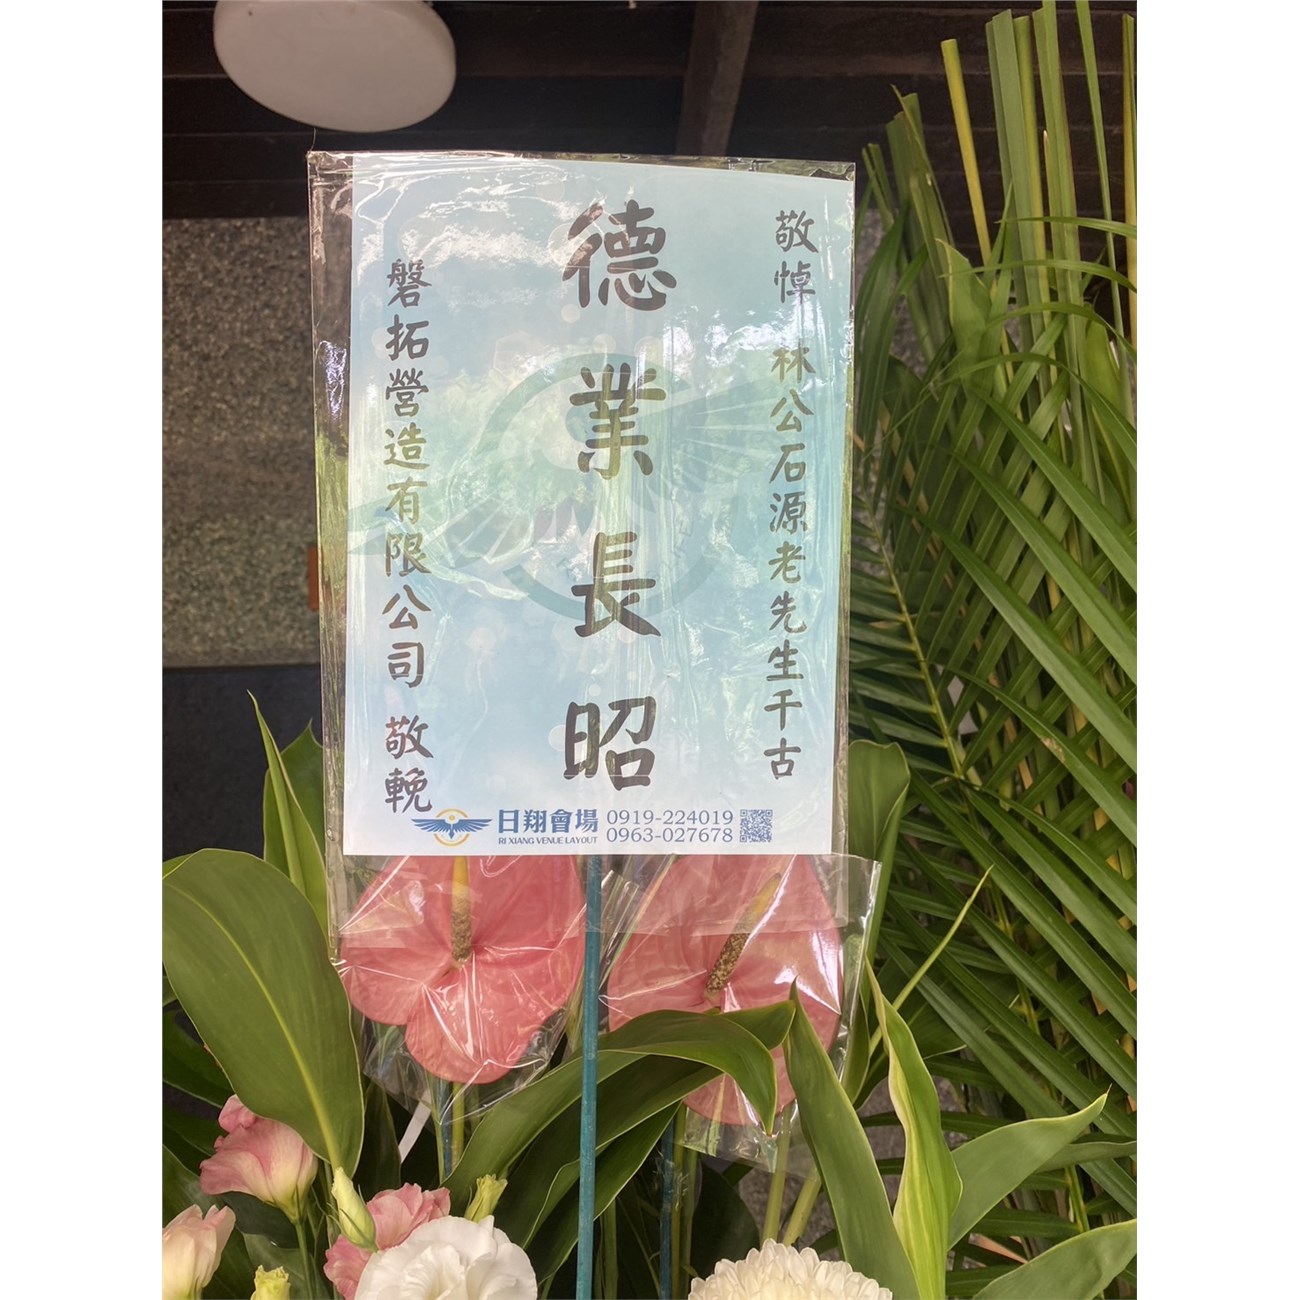 敬悼 林公石源老先生千古
德業長昭
磐拓營造有限公司 敬輓
日翔會場
RI XIANG VENUE LAYOUT
0919-224019
0963-027678